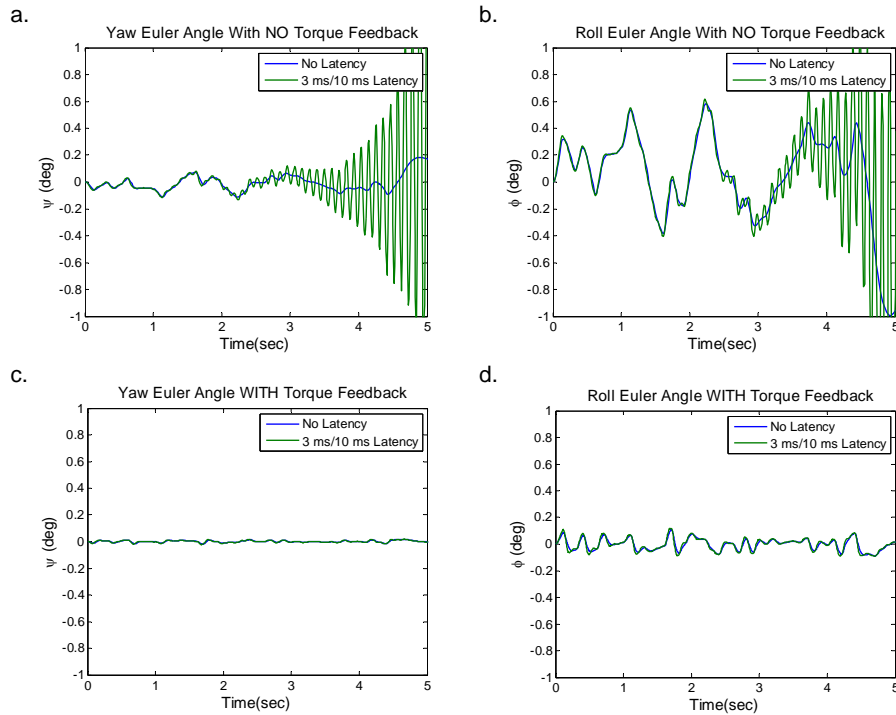 a.
Yaw Euler Angle With NO Torque Feedback
1
0.8
0.6
0.4
0.2
0
-0.2
-0.4
-0.6
-0.8
-1
ψ (deg)
No Latency
3 ms/10 ms Latency
0 1 2 3 4 5
Time(sec)
b.
Roll Euler Angle With NO Torque Feedback
1
0.8
0.6
0.4
0.2
0
-0.2
-0.4
-0.6
-0.8
-1
ϕ (deg)
No Latency
3 ms/10 ms Latency
0 1 2 3 4 5
Time(sec)
c.
Yaw Euler Angle WITH Torque Feedback
1
0.8
0.6
0.4
0.2
0
-0.2
-0.4
-0.6
-0.8
-1
ψ (deg)
No Latency
3 ms/10 ms Latency
0 1 2 3 4 5
Time(sec)
d.
Roll Euler Angle WITH Torque Feedback
1
0.8
0.6
0.4
0.2
0
-0.2
-0.4
-0.6
-0.8
-1
ϕ (deg)
No Latency
3 ms/10 ms Latency
0 1 2 3 4 5
Time(sec)